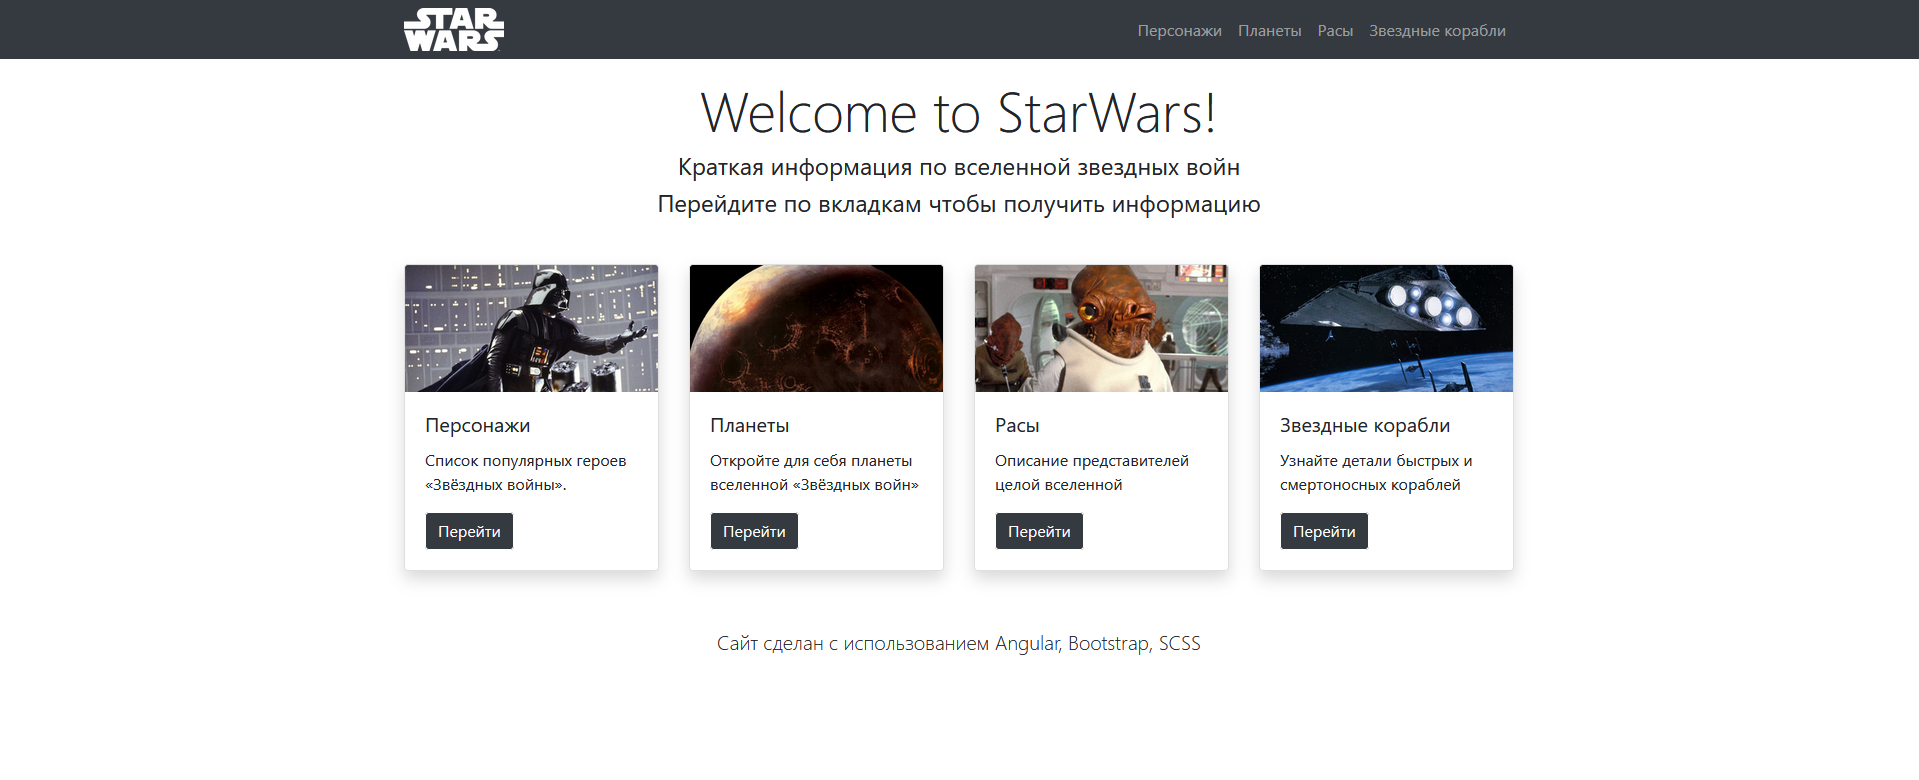 STAR
WARS
Персонажи Планеты Расы Звездные корабли
Welcome to StarWars!
Краткая информация по вселенной звездных войн
Перейдите по вкладкам чтобы получить информацию
Персонажи
Список популярных героев
«Звёздных войны».
Перейти
Планеты
Откройте для себя планеты
вселенной «Звёздных войн»
Перейти
Расы
Описание представителей
целой вселенной
Перейти
Звездные корабли
Узнайте детали быстрых и
смертоносных кораблей
Перейти
Сайт сделан с использованием Angular, Bootstrap, SCSS